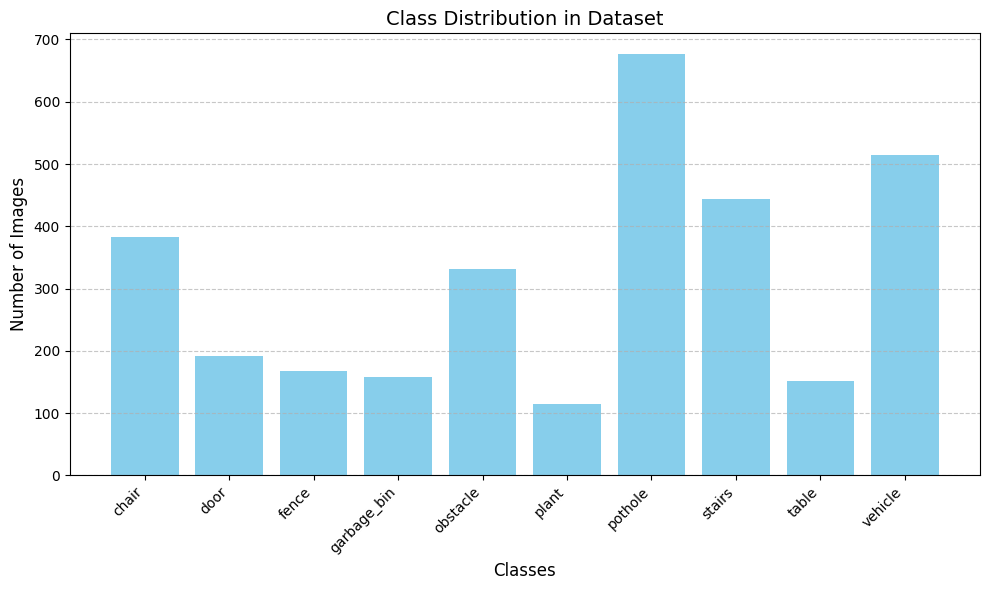 Class Distribution in Dataset
Number of Images
700
600
500
400
300
200
100
0
chair
door
fence
garbage_bin
obstacle
plant
pothole
stairs
table
vehicle
Classes